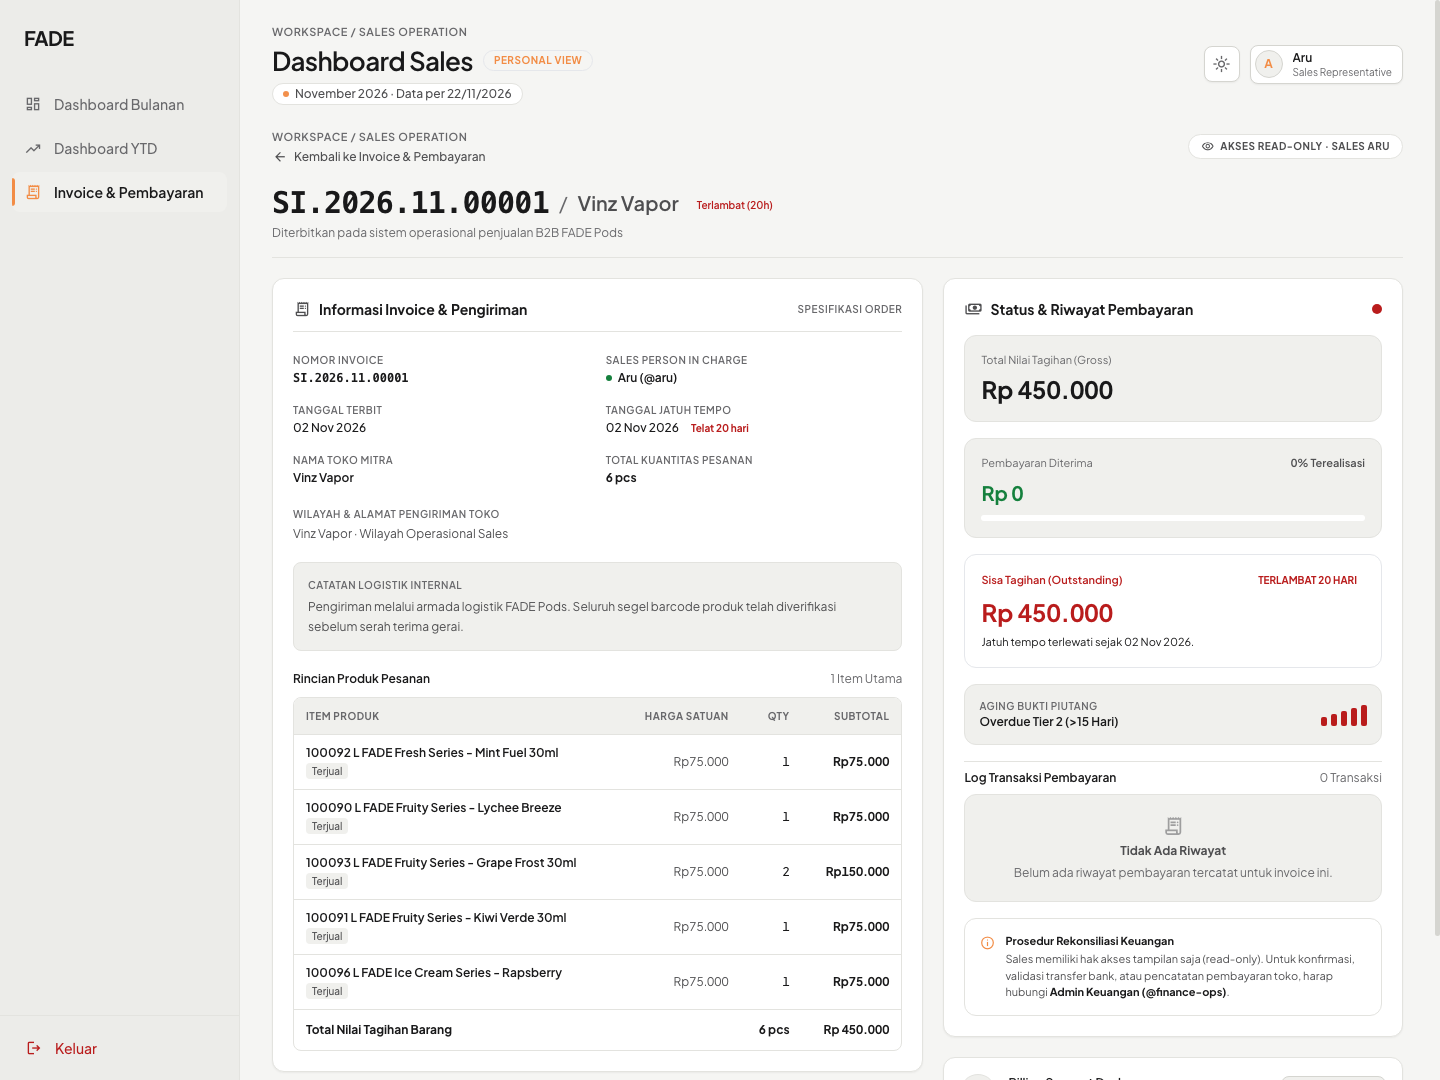 FADE
Dashboard Bulanan
Dashboard YTD
Invoice & Pembayaran
Keluar
WORKSPACE / SALES OPERATION
Dashboard Sales PERSONAL VIEW
November 2026 · Data per 22/11/2026
A Aru
Sales Representative
WORKSPACE / SALES OPERATION
Kembali ke Invoice & Pembayaran
AKSES READ-ONLY · SALES ARU
SI.2026.11.00001 / Vinz Vapor Terlambat (20h)
Diterbitkan pada sistem operasional penjualan B2B FADE Pods
Informasi Invoice & Pengiriman SPESIFIKASI ORDER
NOMOR INVOICE SALES PERSON IN CHARGE
SI.2026.11.00001 Aru (@aru)
TANGGAL TERBIT TANGGAL JATUH TEMPO
02 Nov 2026 02 Nov 2026 Telat 20 hari
NAMA TOKO MITRA TOTAL KUANTITAS PESANAN
Vinz Vapor 6 pcs
WILAYAH & ALAMAT PENGIRIMAN TOKO
Vinz Vapor · Wilayah Operasional Sales
CATATAN LOGISTIK INTERNAL
Pengiriman melalui armada logistik FADE Pods. Seluruh segel barcode produk telah diverifikasi
sebelum serah terima gerai.
Rincian Produk Pesanan 1 Item Utama
ITEM PRODUK HARGA SATUAN QTY SUBTOTAL
100092 L FADE Fresh Series - Mint Fuel 30ml Rp75.000 1 Rp75.000
Terjual
100090 L FADE Fruity Series - Lychee Breeze Rp75.000 1 Rp75.000
Terjual
100093 L FADE Fruity Series - Grape Frost 30ml Rp75.000 2 Rp150.000
Terjual
100091 L FADE Fruity Series - Kiwi Verde 30ml Rp75.000 1 Rp75.000
Terjual
100096 L FADE Ice Cream Series - Rapsberry Rp75.000 1 Rp75.000
Terjual
Total Nilai Tagihan Barang 6 pcs Rp 450.000
Status & Riwayat Pembayaran
Total Nilai Tagihan (Gross)
Rp 450.000
Pembayaran Diterima 0% Terealisasi
Rp 0
Sisa Tagihan (Outstanding) TERLAMBAT 20 HARI
Rp 450.000
Jatuh tempo terlewati sejak 02 Nov 2026.
AGING BUKTI PIUTANG
Overdue Tier 2 (>15 Hari)
Log Transaksi Pembayaran 0 Transaksi
Tidak Ada Riwayat
Belum ada riwayat pembayaran tercatat untuk invoice ini.
Prosedur Rekonsiliasi Keuangan
Sales memiliki hak akses tampilan saja (read-only). Untuk konfirmasi,
validasi transfer bank, atau pencatatan pembayaran toko, harap
hubungi Admin Keuangan (@finance-ops).